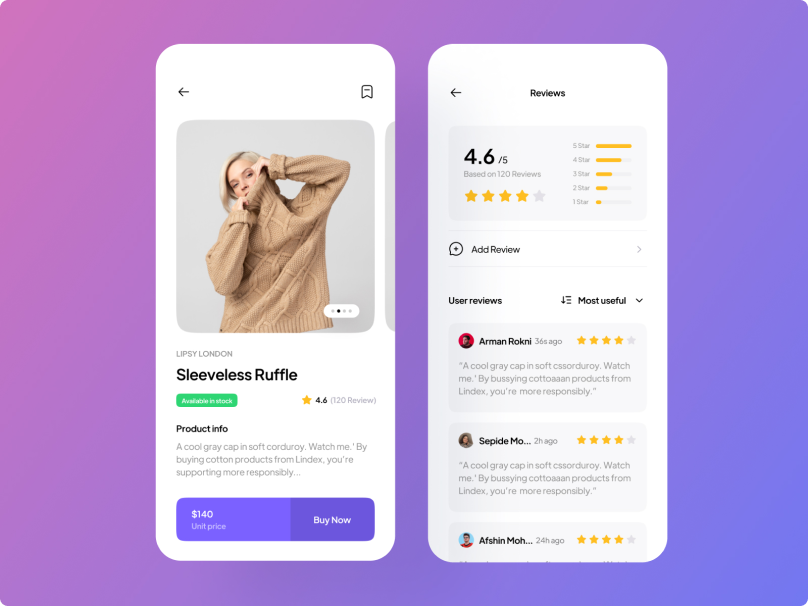 LIPSY LONDON
Sleeveless Ruffle
Available in stock
4.6 (120 Review)
Product info
A cool gray cap in soft corduroy. Watch me.' By
buying cotton products from Lindex, you're
supporting more responsibly...
$140
Unit price
Buy Now
Reviews
4.6 /5
Based on 120 Reviews
5 Star
4 Star
3 Star
2 Star
1 Star
Add Review
User reviews
Most useful
Arman Rokni 36s ago
"A cool gray cap in soft cssorduroy. Watch
me.' By bussying cottoaaan products from
Lindex, you're more responsibly."
Sepide Mo... 2h ago
"A cool gray cap in soft cssorduroy. Watch
me.' By bussying cottoaaan products from
Lindex, you're more responsibly."
Afshin Moh... 24h ago